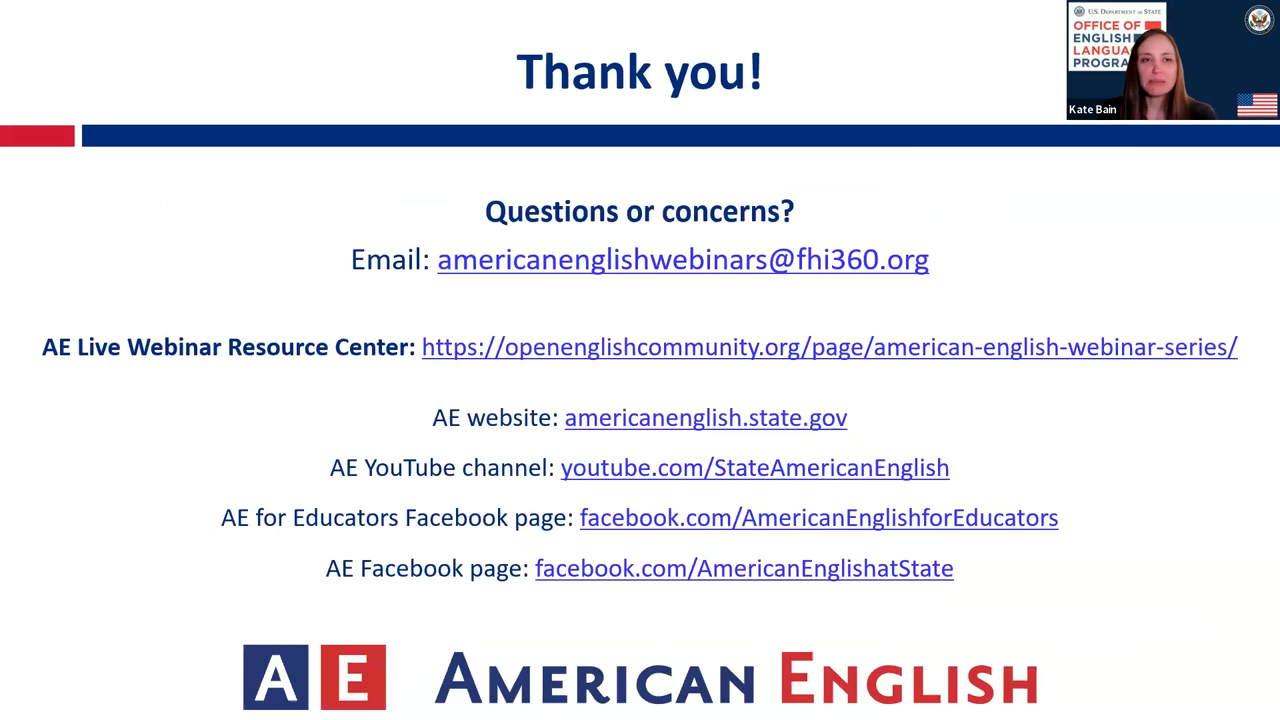 Thank you!
U.S. DEPARTMENT OF STATE
OFFICE OF
ENGLISH
LANGUA
PROGRA
Kate Bain
Questions or concerns?
Email: americanenglishwebinars@fhi360.org
AE Live Webinar Resource Center: https://openenglishcommunity.org/page/american-english-webinar-series/
AE website: americanenglish.state.gov
AE YouTube channel: youtube.com/StateAmericanEnglish
AE for Educators Facebook page: facebook.com/AmericanEnglishforEducators
AE Facebook page: facebook.com/AmericanEnglishatState
AE AMERICAN ENGLISH